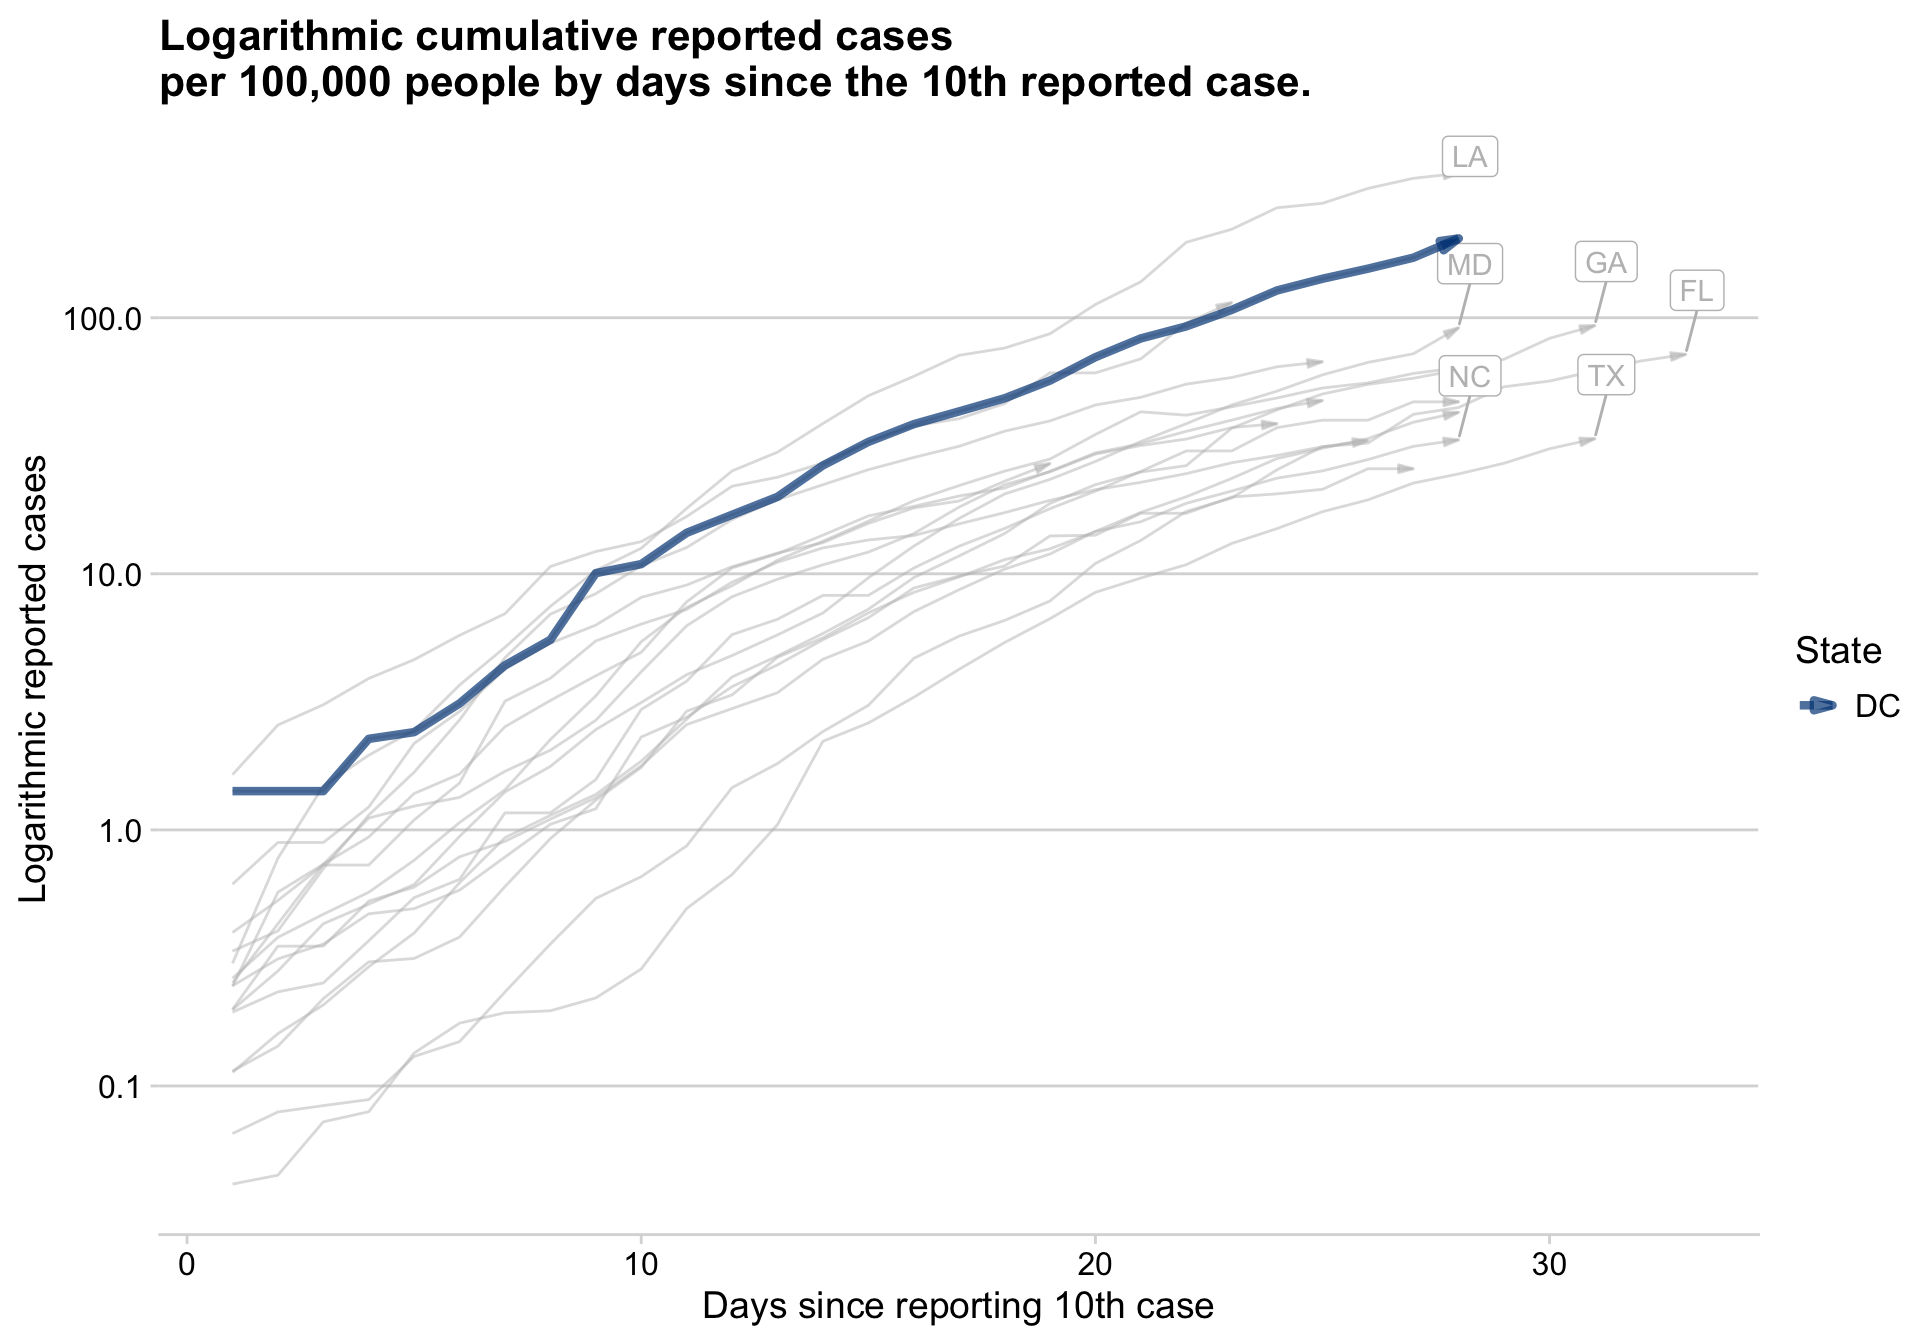 Logarithmic cumulative reported cases
per 100,000 people by days since the 10th reported case.
LA
MD
GA
FL
NC
TX
100.0
10.0
1.0
0.1
Logarithmic reported cases
0
10
20
30
Days since reporting 10th case
State
DC